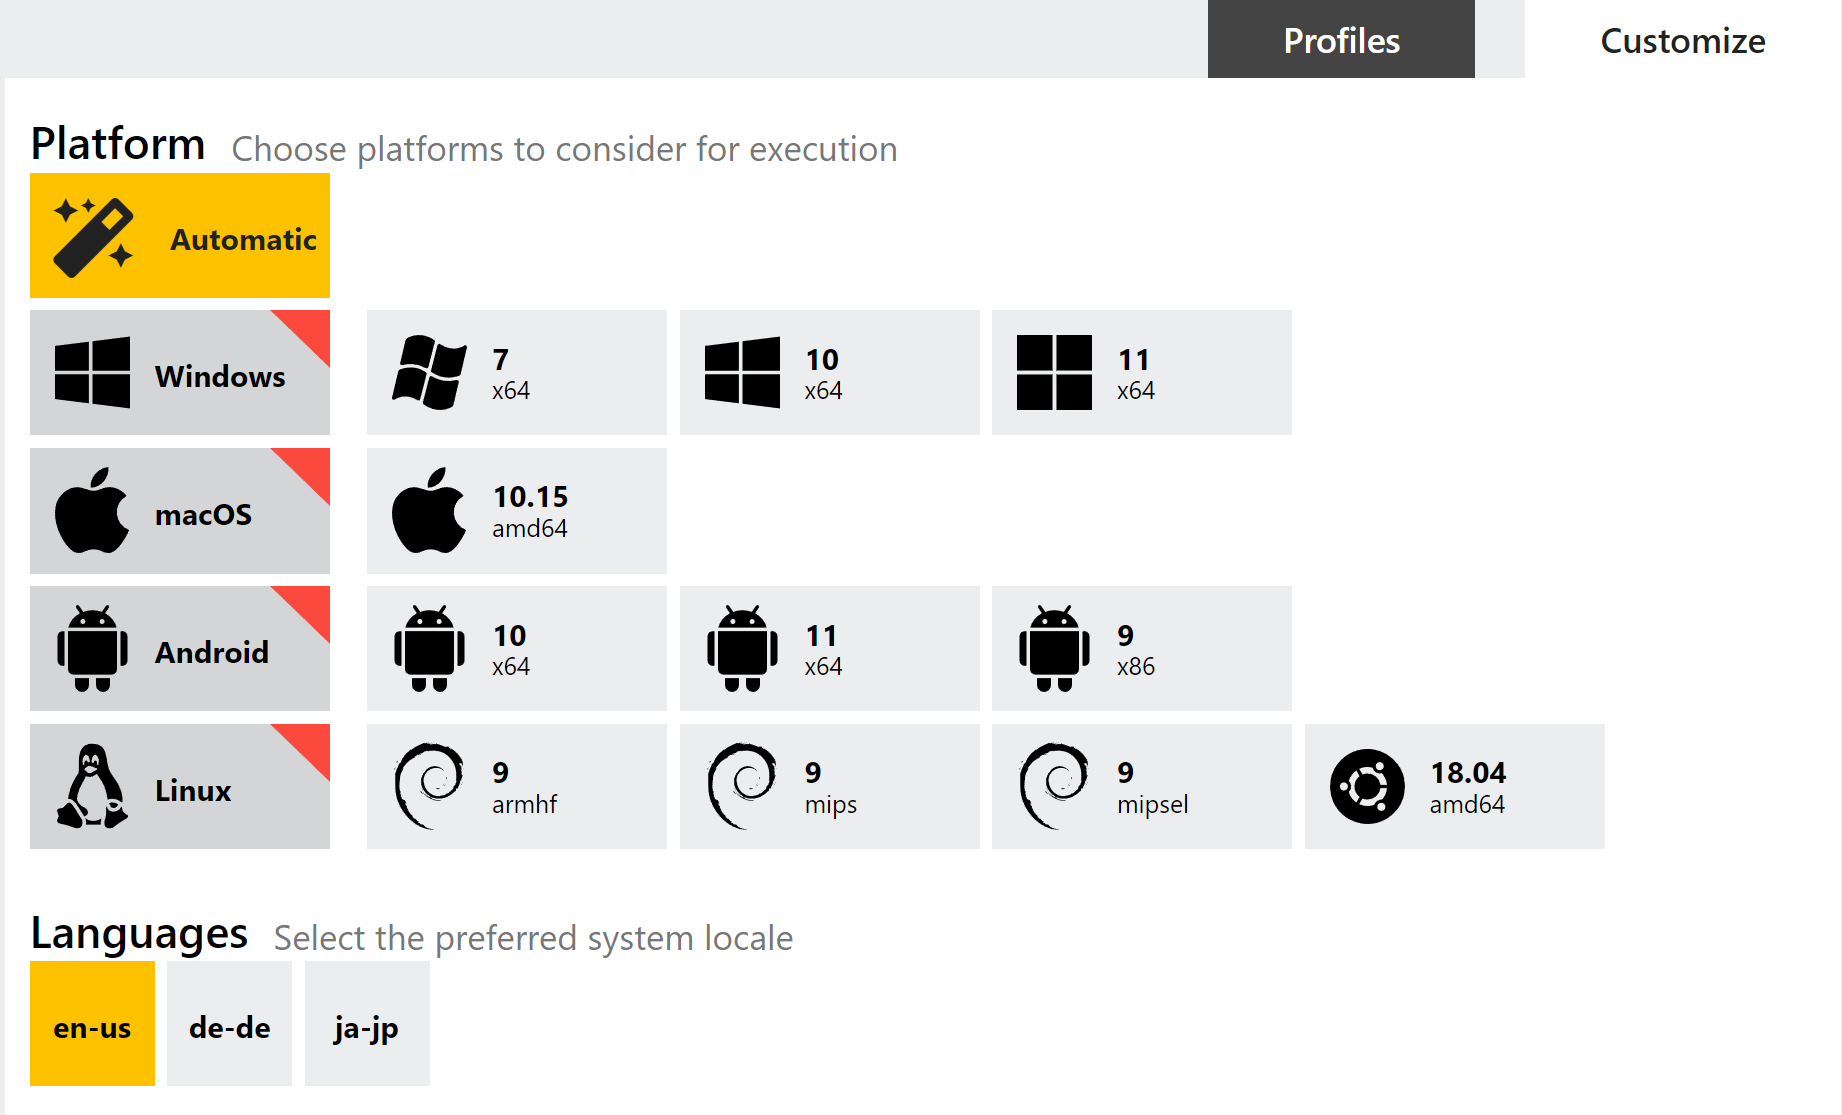 Profiles
Customize
Platform Choose platforms to consider for execution
Automatic
Windows
7
x64
10
x64
11
x64
macOS
10.15
amd64
Android
10
x64
11
x64
9
x86
Linux
9
armhf
9
mips
9
mipsel
18.04
amd64
Languages Select the preferred system locale
en-us
de-de
ja-jp